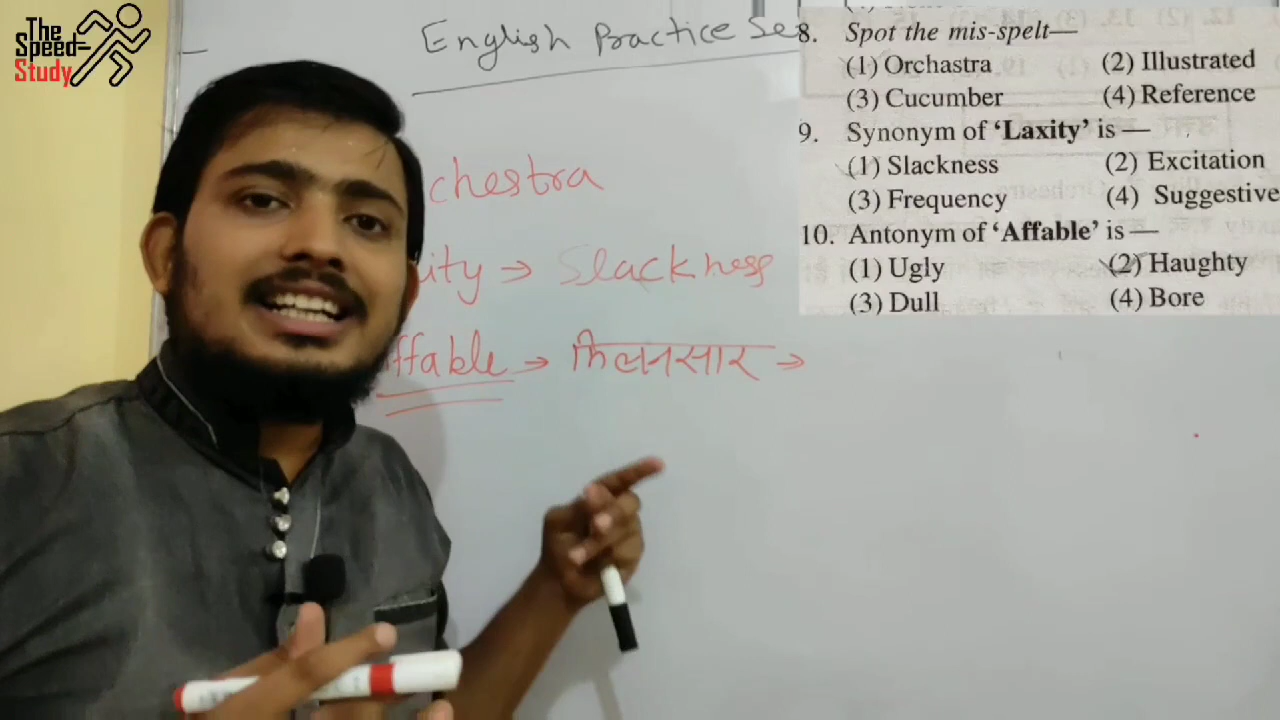 The
Speed-
Study
English Practice Se
chestra
ity → Slackness
ffable → मिलनसार →
8. Spot the mis-spelt—
(1) Orchastra (2) Illustrated
(3) Cucumber (4) Reference
9. Synonym of ‘Laxity’ is —
(1) Slackness (2) Excitation
(3) Frequency (4) Suggestive
10. Antonym of ‘Affable’ is —
(1) Ugly (2) Haughty
(3) Dull (4) Bore